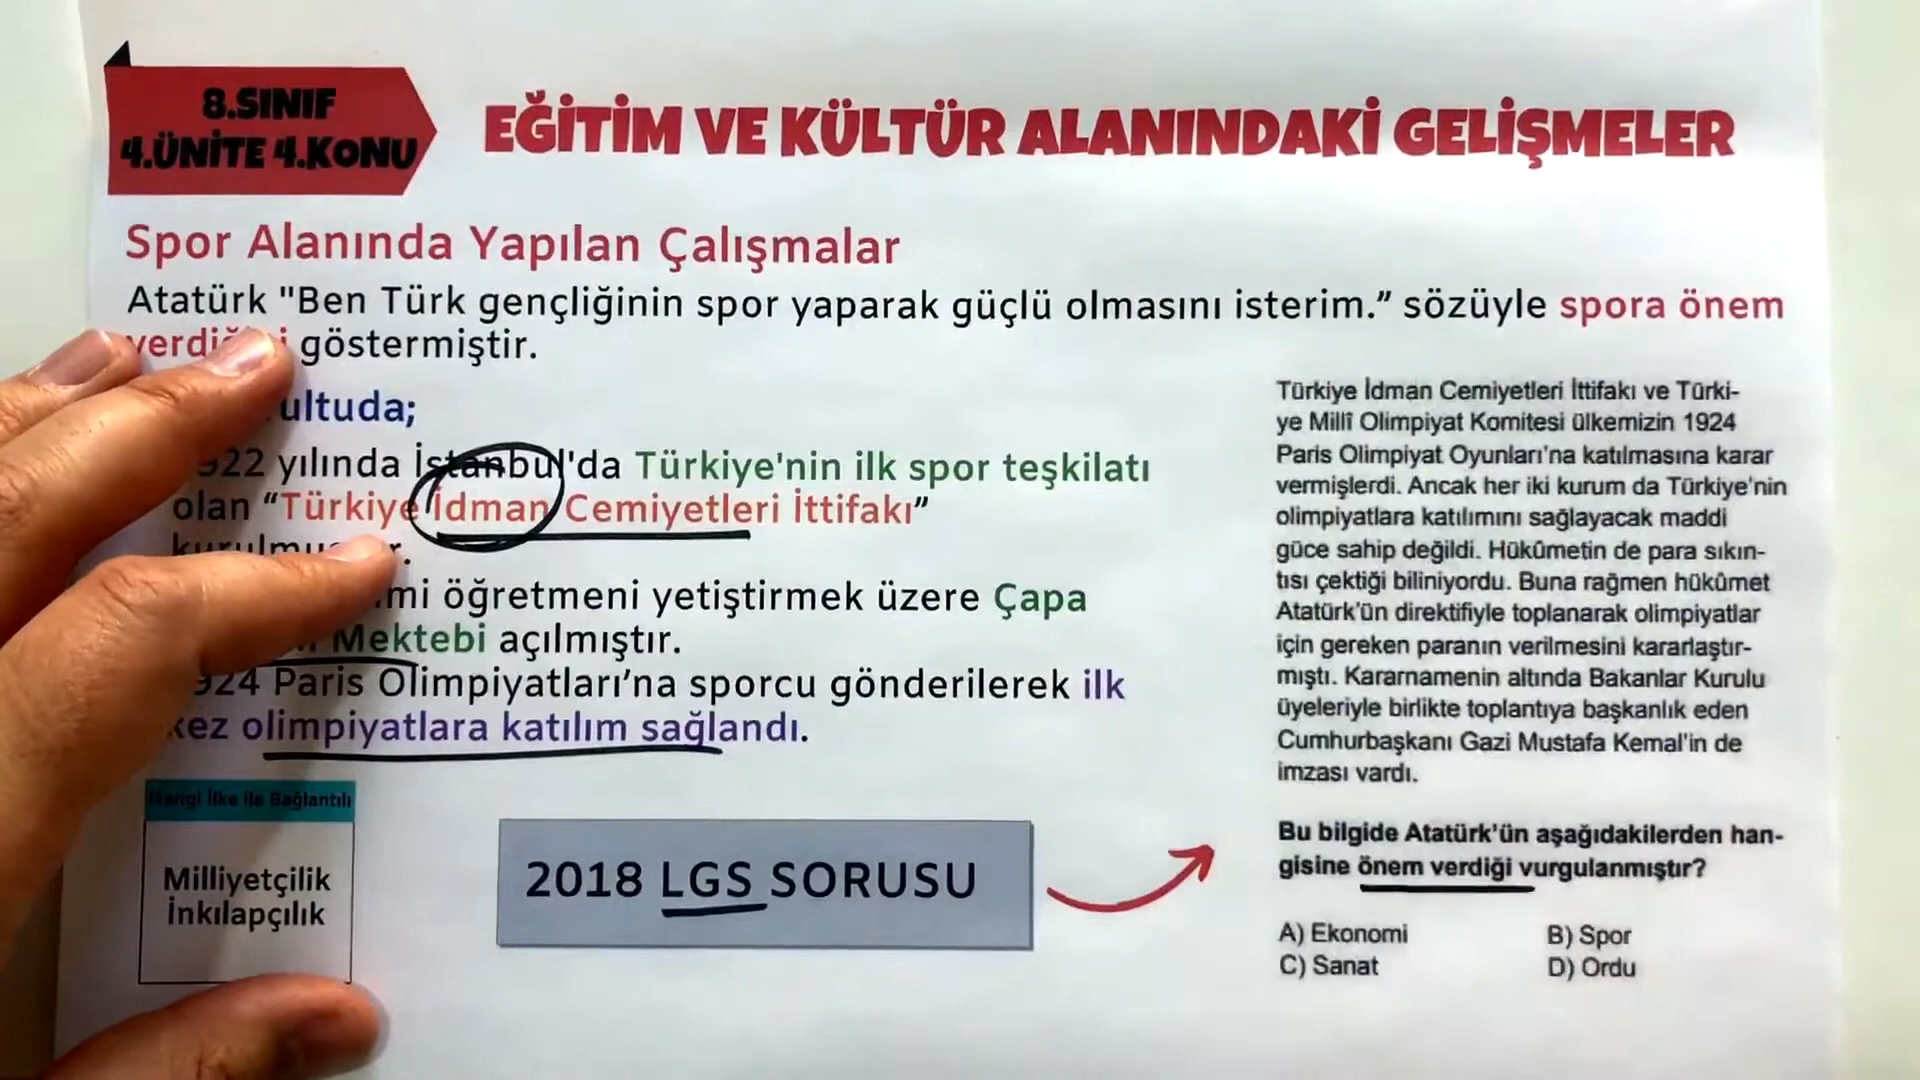 8.SINIF
4.ÜNİTE 4.KONU
EĞİTİM VE KÜLTÜR ALANINDAKİ GELİŞMELER
Spor Alanında Yapılan Çalışmalar
Atatürk "Ben Türk gençliğinin spor yaparak güçlü olmasını isterim.” sözüyle spora önem
göstermiştir.
ultuda;
922 yılında İstanbul'da Türkiye'nin ilk spor teşkilatı
olan “Türkiye İdman Cemiyetleri İttifakı”
öğretmeni yetiştirmek üzere Çapa
Mektebi açılmıştır.
924 Paris Olimpiyatları’na sporcu gönderilerek ilk
kez olimpiyatlara katılım sağlandı.
Hangi İlke ile Bağlantılı
Milliyetçilik
İnkılapçılık
2018 LGS SORUSU
Türkiye İdman Cemiyetleri İttifakı ve Türki-
ye Millî Olimpiyat Komitesi ülkemizin 1924
Paris Olimpiyat Oyunları’na katılmasına karar
vermişlerdi. Ancak her iki kurum da Türkiye’nin
olimpiyatlara katılımını sağlayacak maddi
güce sahip değildi. Hükûmetin de para sıkın-
tısı çektiği biliniyordu. Buna rağmen hükûmet
Atatürk’ün direktifiyle toplanarak olimpiyatlar
için gereken paranın verilmesini kararlaştır-
mıştı. Kararnamenin altında Bakanlar Kurulu
üyeleriyle birlikte toplantıya başkanlık eden
Cumhurbaşkanı Gazi Mustafa Kemal’in de
imzası vardı.
Bu bilgide Atatürk’ün aşağıdakilerden han-
gisine önem verdiği vurgulanmıştır?
A) Ekonomi B) Spor
C) Sanat D) Ordu